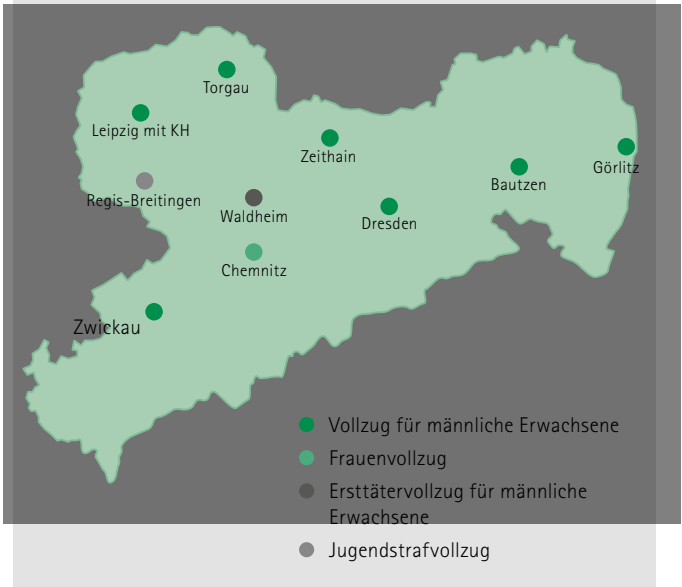 Torgau
Leipzig mit KH
Zeithain
Görlitz
Bautzen
Regis-Breitingen
Waldheim
Dresden
Chemnitz
Zwickau
Vollzug für männliche Erwachsene
Frauenvollzug
Ersttätervollzug für männliche
Erwachsene
Jugendstrafvollzug